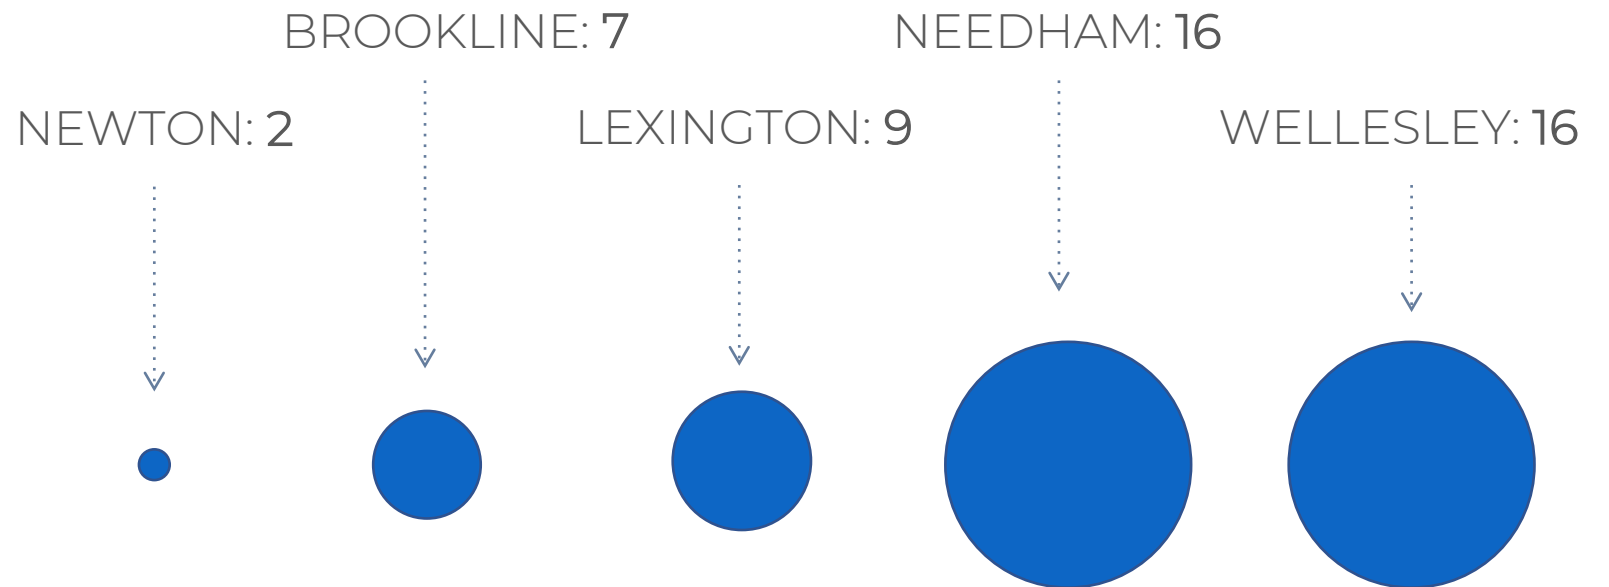 BROOKLINE: 7
NEEDHAM: 16
NEWTON: 2
LEXINGTON: 9
WELLESLEY: 16